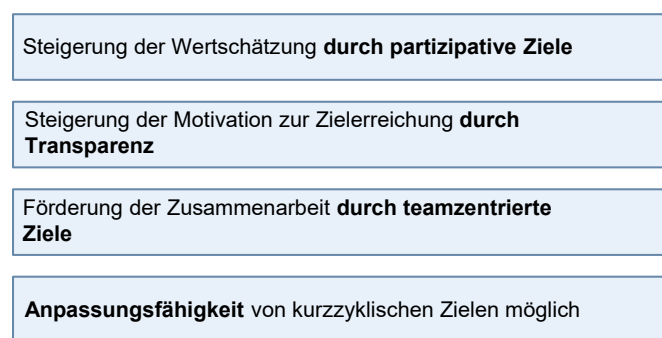 Steigerung der Wertschätzung durch partizipative Ziele
Steigerung der Motivation zur Zielerreichung durch
Transparenz
Förderung der Zusammenarbeit durch teamzentrierte
Ziele
Anpassungsfähigkeit von kurzzyklischen Zielen möglich